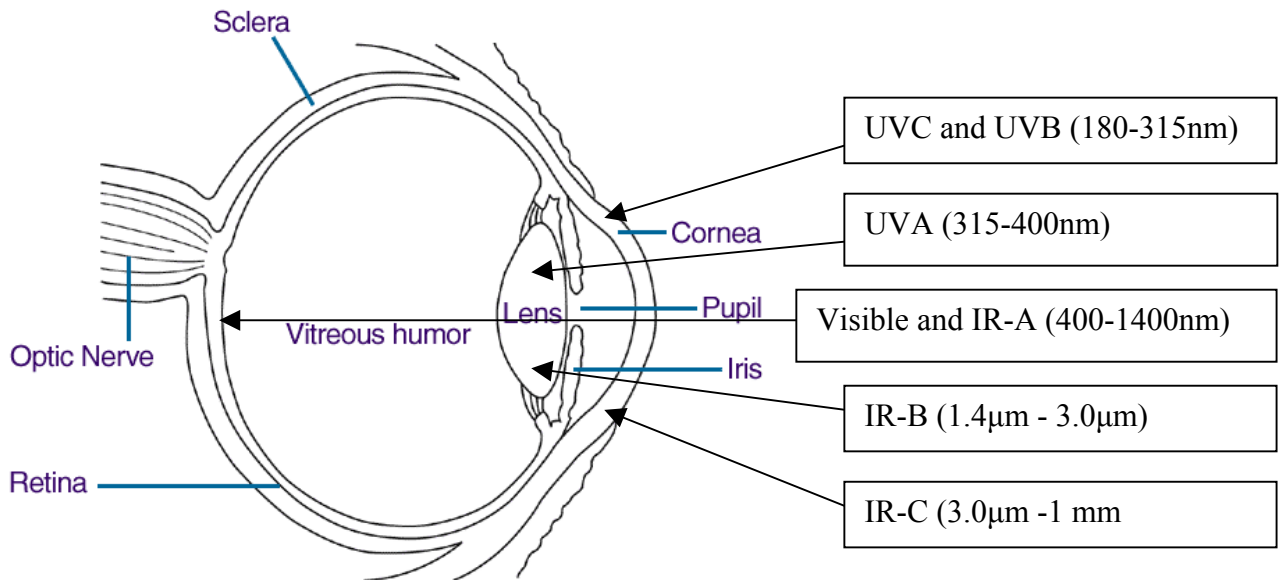 Sclera
UVC and UVB (180-315nm)
UVA (315-400nm)
Cornea
Lens
Pupil
Visible and IR-A (400-1400nm)
Vitreous humor
Optic Nerve
Iris
IR-B (1.4μm - 3.0μm)
Retina
IR-C (3.0μm -1 mm